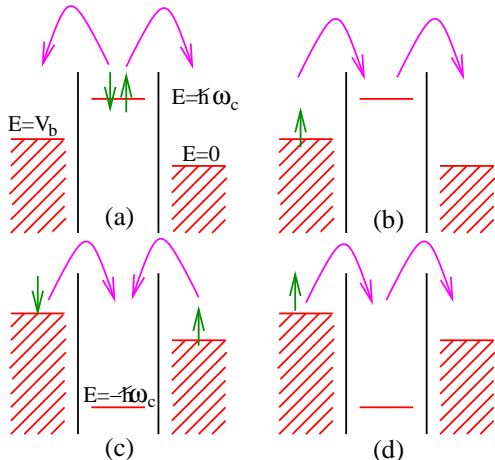 E=ℏω_c
E=V_b
E=0
(a)
(b)
E=-ℏω_c
(c)
(d)